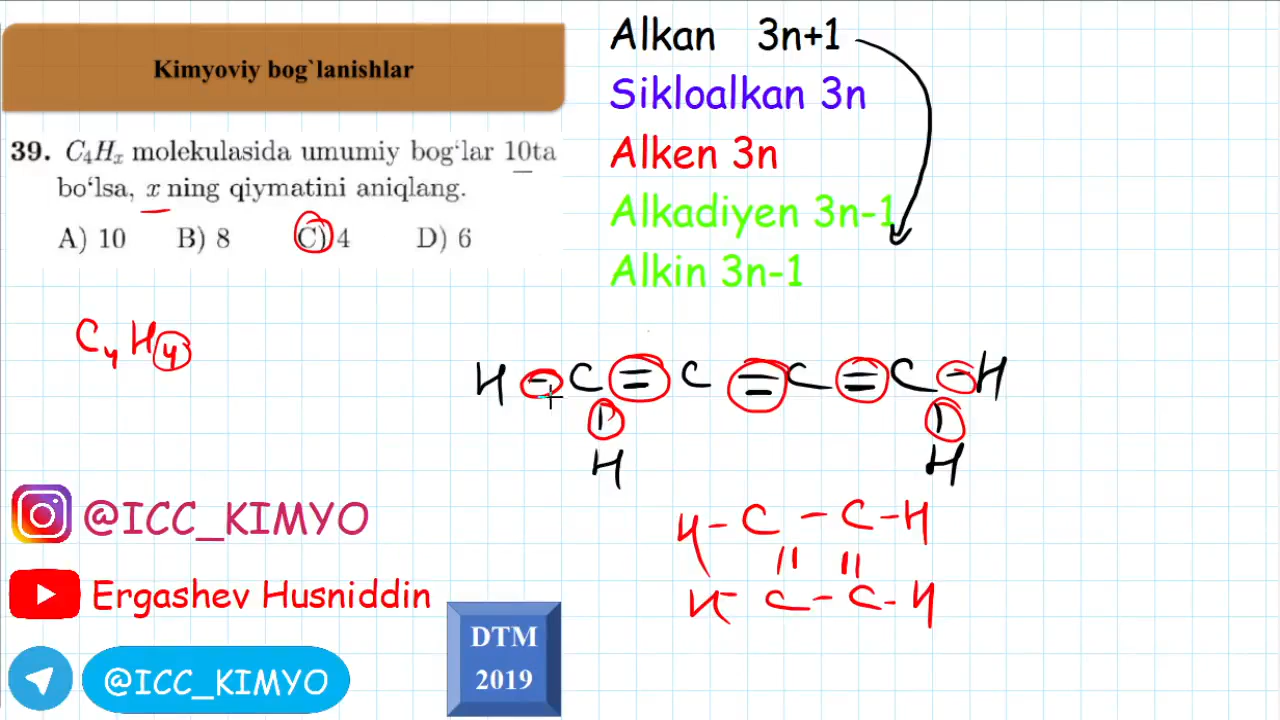 Kimyoviy bog`lanishlar
39. C₄Hₓ molekulasida umumiy bog‘lar 10ta
bo‘lsa, x ning qiymatini aniqlang.
A) 10 B) 8 C) 4 D) 6
Alkan 3n+1
Sikloalkan 3n
Alken 3n
Alkadiyen 3n-1
Alkin 3n-1
C₄H₄
H - C = C = C = C - H
H H
H - C - C - H
|| ||
H - C - C - H
@ICC_KIMYO
Ergashev Husniddin
@ICC_KIMYO
DTM
2019